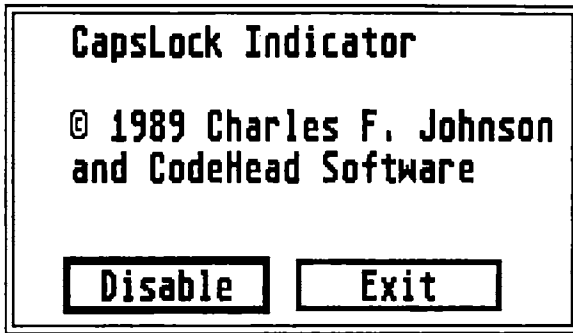 CapsLock Indicator
© 1989 Charles F. Johnson
and CodeHead Software
Disable Exit